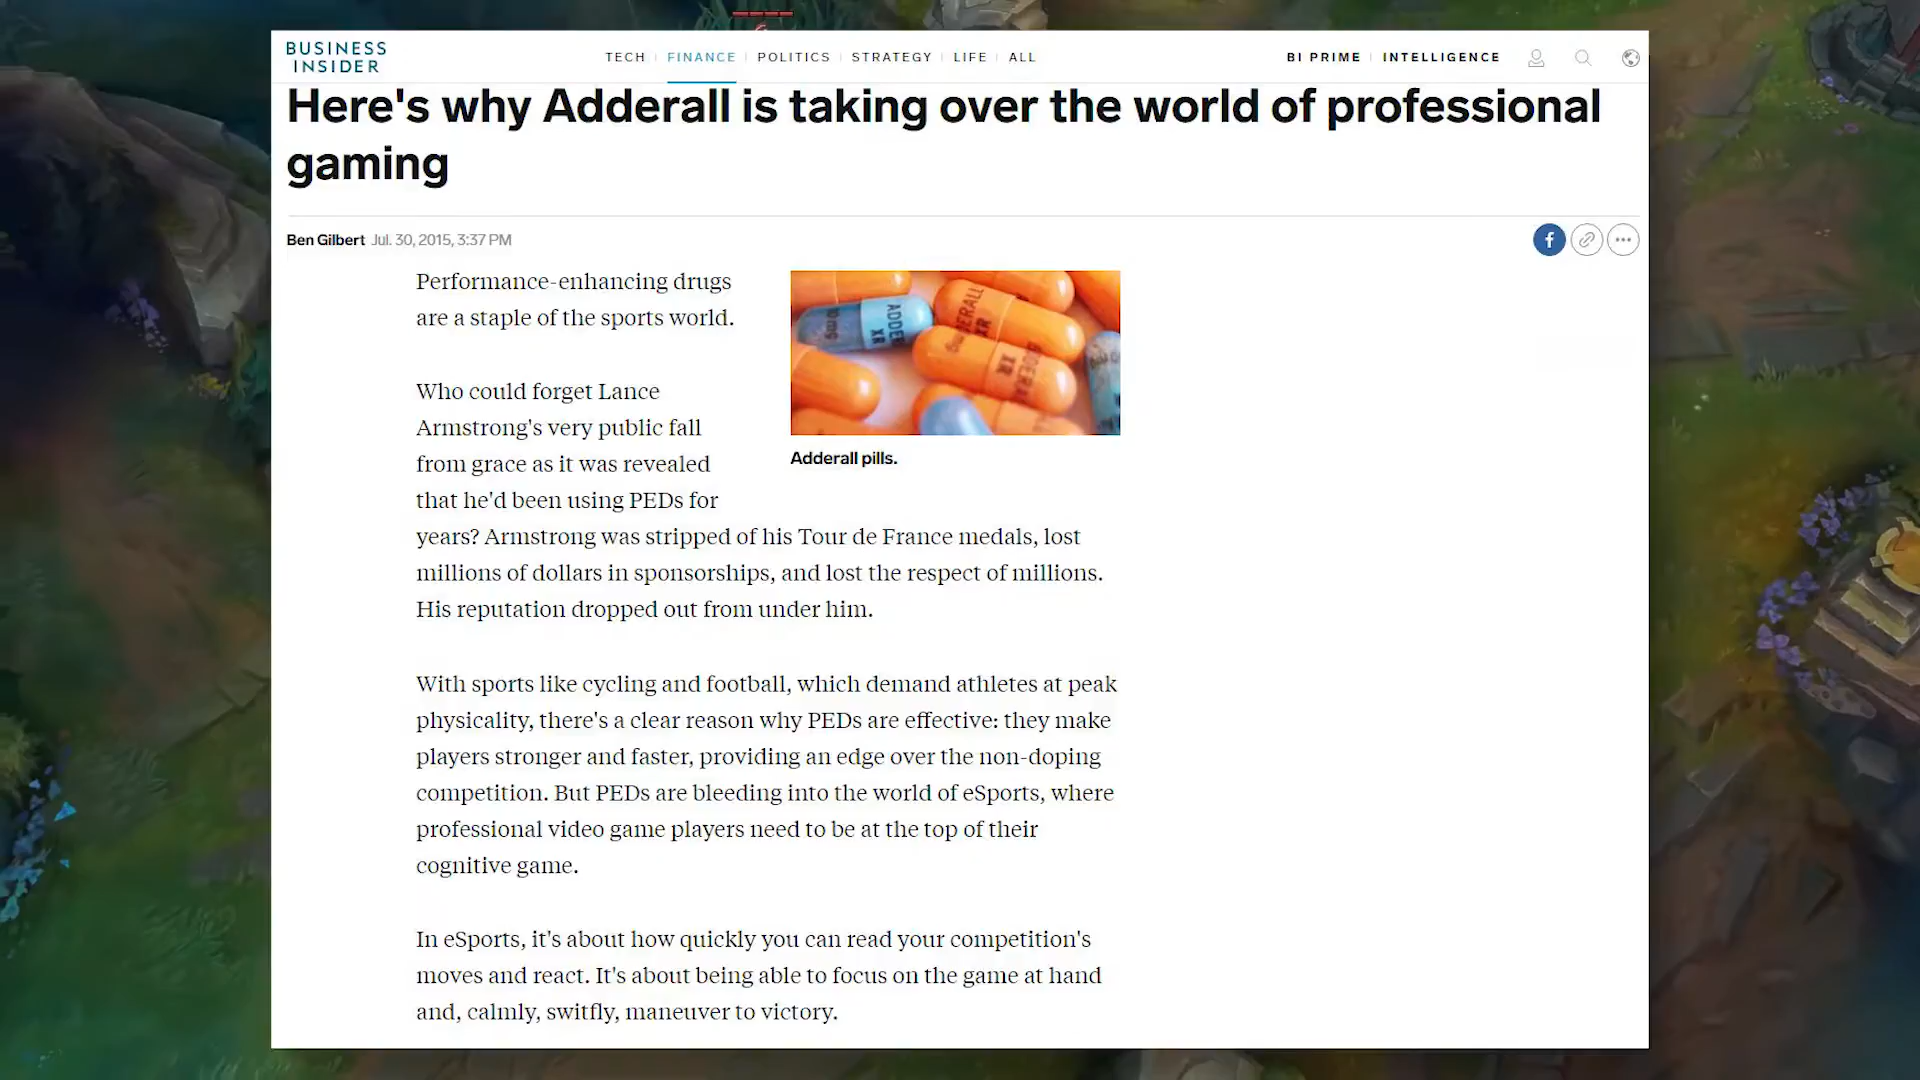 BUSINESS
INSIDER
TECH FINANCE POLITICS STRATEGY LIFE ALL
BI PRIME INTELLIGENCE
Here's why Adderall is taking over the world of professional
gaming
Ben Gilbert Jul. 30, 2015, 3:37 PM
Performance-enhancing drugs
are a staple of the sports world.
ADDERALL
XR
Adderall pills.
Who could forget Lance
Armstrong's very public fall
from grace as it was revealed
that he'd been using PEDs for
years? Armstrong was stripped of his Tour de France medals, lost
millions of dollars in sponsorships, and lost the respect of millions.
His reputation dropped out from under him.
With sports like cycling and football, which demand athletes at peak
physicality, there's a clear reason why PEDs are effective: they make
players stronger and faster, providing an edge over the non-doping
competition. But PEDs are bleeding into the world of eSports, where
professional video game players need to be at the top of their
cognitive game.
In eSports, it's about how quickly you can read your competition's
moves and react. It's about being able to focus on the game at hand
and, calmly, switfly, maneuver to victory.